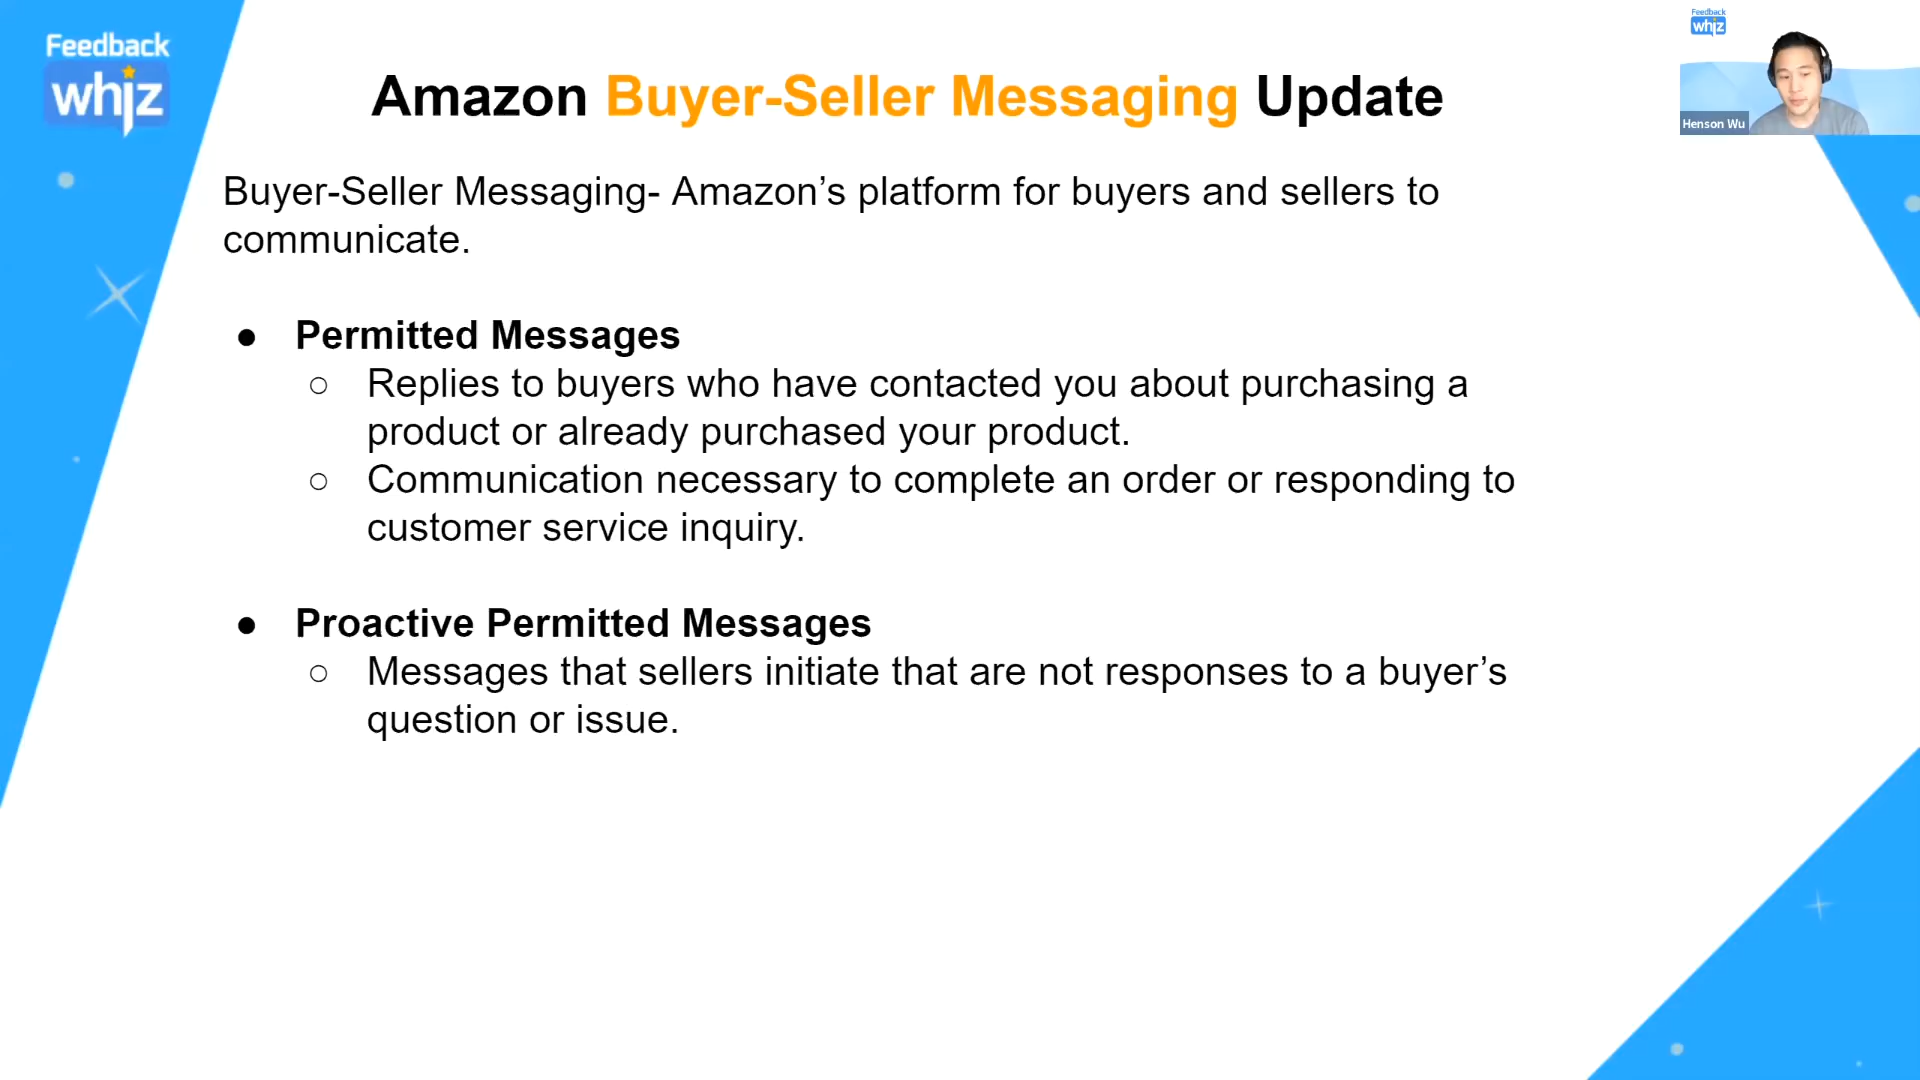 Feedback
whiz
Amazon Buyer-Seller Messaging Update
Feedback
whiz
Henson Wu
Buyer-Seller Messaging- Amazon’s platform for buyers and sellers to
communicate.
● Permitted Messages
○ Replies to buyers who have contacted you about purchasing a
product or already purchased your product.
○ Communication necessary to complete an order or responding to
customer service inquiry.
● Proactive Permitted Messages
○ Messages that sellers initiate that are not responses to a buyer’s
question or issue.